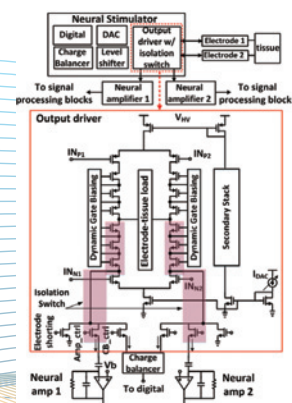 Neural Stimulator
Digital
DAC
Charge
Balancer
Level
shifter
Output
driver w/
isolation
switch
Electrode 1
Electrode 2
tissue
To signal
processing blocks
Neural
amplifier 1
Neural
amplifier 2
To signal
processing block
Output driver
VHV
INP1
INP2
Dynamic Gate Biasing
Electrode-tissue load
Dynamic Gate Biasing
Secondary Stack
INN1
INN2
IDAC
Isolation
Switch
Electrode
shorting
Amp_ctrl
CB_ctrl
Vb
Charge
balancer
Neural
amp 1
To digital
Neural
amp 2